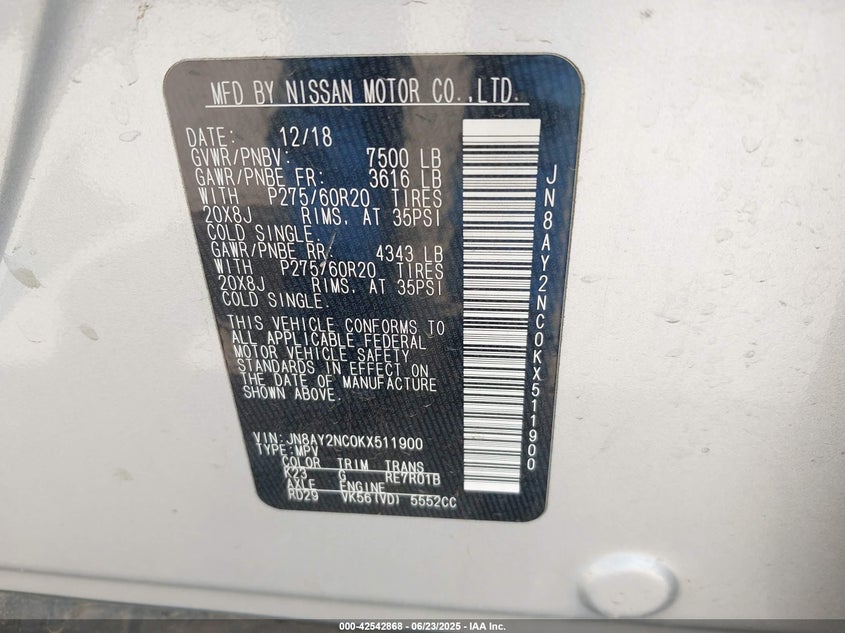 MFD BY NISSAN MOTOR CO.,LTD.
DATE: 12/18
GVWR/PNBV: 7500 LB
GAWR/PNBE FR: 3616 LB
WITH P275/60R20 TIRES
20X8J RIMS, AT 35PSI
COLD SINGLE.
GAWR/PNBE RR: 4343 LB
WITH P275/60R20 TIRES
20X8J RIMS, AT 35PSI
COLD SINGLE.
THIS VEHICLE CONFORMS TO
ALL APPLICABLE FEDERAL
MOTOR VEHICLE SAFETY
STANDARDS IN EFFECT ON
THE DATE OF MANUFACTURE
SHOWN ABOVE.
VIN:JN8AY2NC0KX511900
TYPE:MPV
COLOR TRIM TRANS
K23 G RE7R01B
AXLE ENGINE
RD29 VK56(VD) 5552CC
JN8AY2NC0KX511900
000-42542868 - 06/23/2025 - IAA Inc.